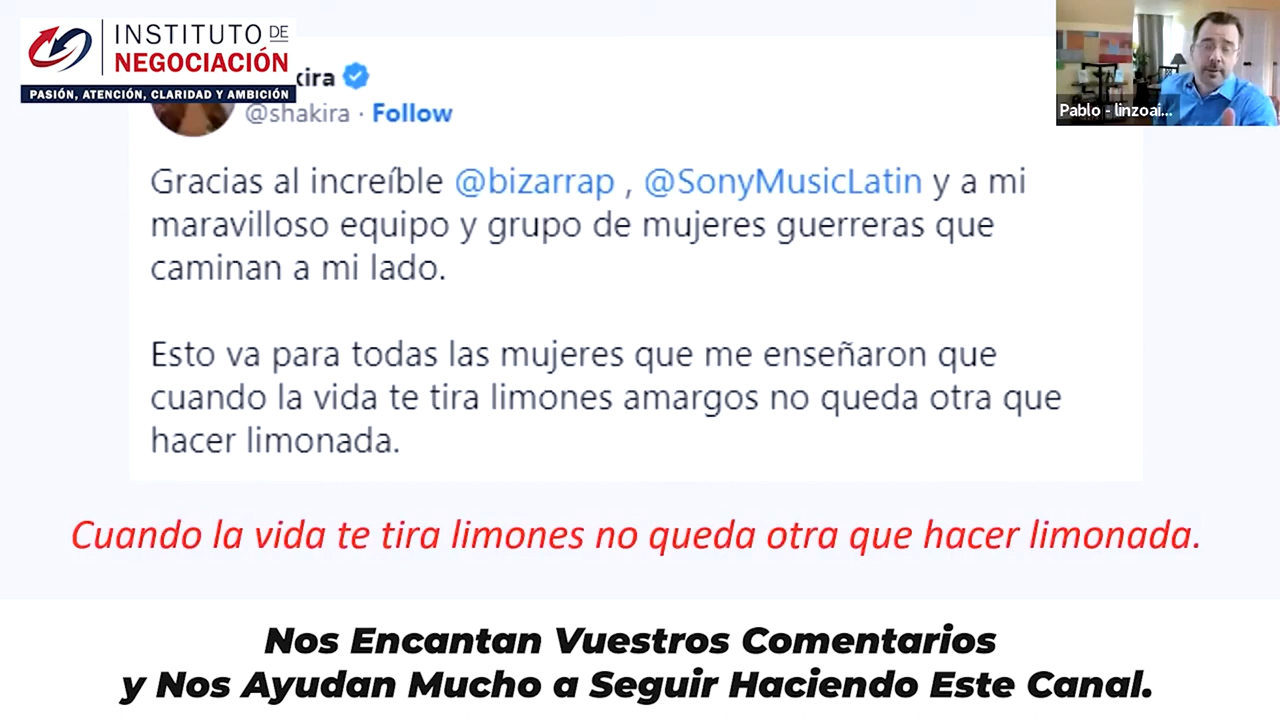 INSTITUTO DE
NEGOCIACIÓN
PASIÓN, ATENCIÓN, CLARIDAD Y AMBICIÓN
kira
@shakira · Follow
Pablo - linzoai...
Gracias al increíble @bizarrap , @SonyMusicLatin y a mi
maravilloso equipo y grupo de mujeres guerreras que
caminan a mi lado.
Esto va para todas las mujeres que me enseñaron que
cuando la vida te tira limones amargos no queda otra que
hacer limonada.
Cuando la vida te tira limones no queda otra que hacer limonada.
Nos Encantan Vuestros Comentarios
y Nos Ayudan Mucho a Seguir Haciendo Este Canal.